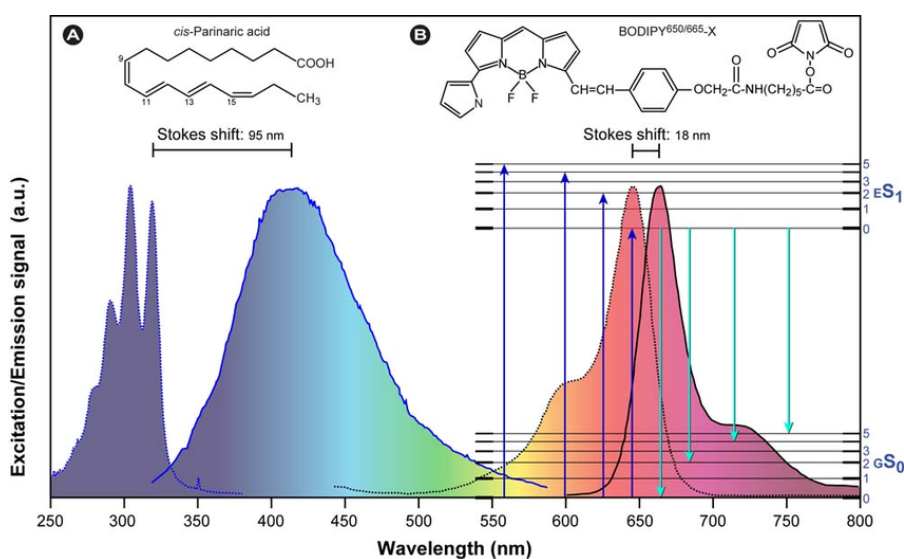 A
cis-Parinaric acid
9
11
13
15
COOH
CH₃
Stokes shift: 95 nm
B
BODIPY⁶⁵⁰/⁶⁶⁵-X
N
B
N
F
F
N
CH=CH
OCH₂
O
C
NH(CH₂)₅
C=O
O
N
O
O
Stokes shift: 18 nm
5
3
2
1
0
ES₁
5
3
2
1
0
GS₀
Excitation/Emission signal (a.u.)
250 300 350 400 450 500 550 600 650 700 750 800
Wavelength (nm)